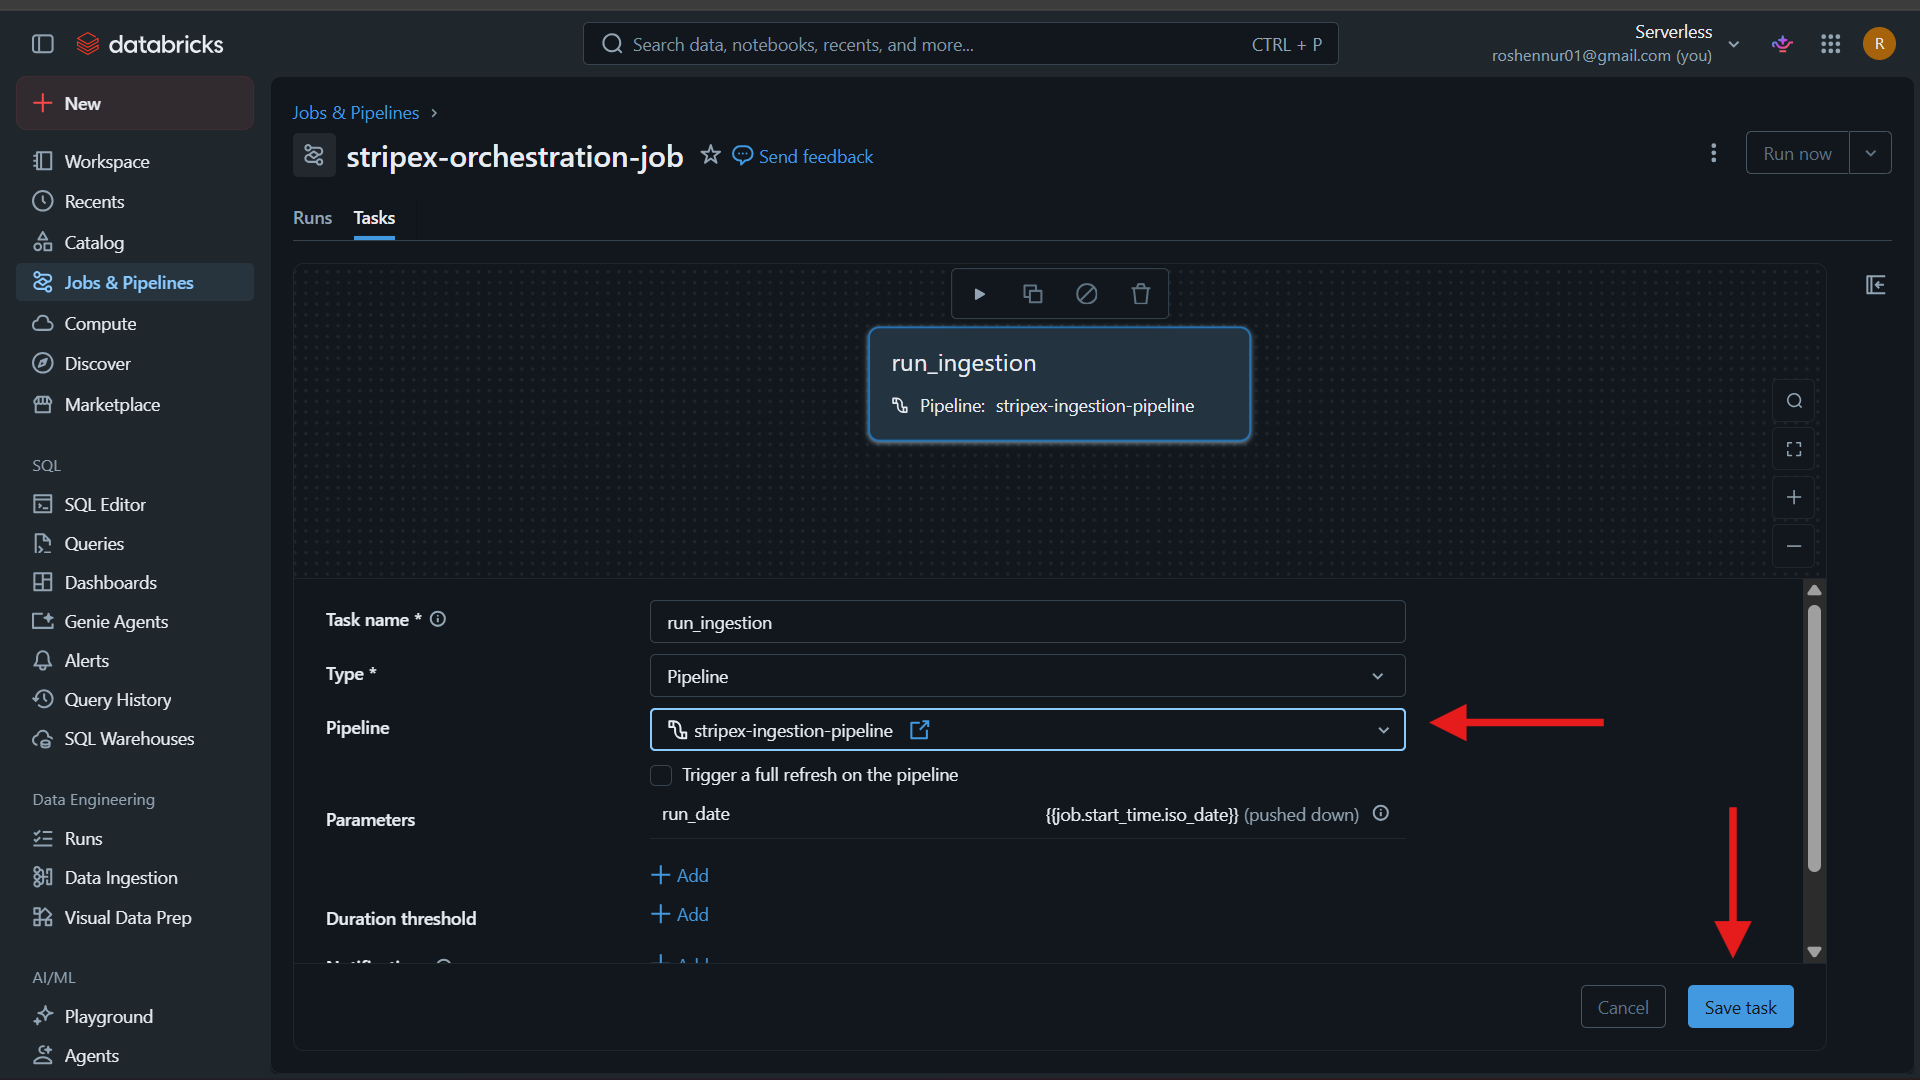 databricks
Search data, notebooks, recents, and more...
CTRL + P
Serverless
roshennur01@gmail.com (you)
R
New
Workspace
Recents
Catalog
Jobs & Pipelines
Compute
Discover
Marketplace
SQL
SQL Editor
Queries
Dashboards
Genie Agents
Alerts
Query History
SQL Warehouses
Data Engineering
Runs
Data Ingestion
Visual Data Prep
AI/ML
Playground
Agents
Jobs & Pipelines
stripex-orchestration-job
Send feedback
Run now
Runs
Tasks
run_ingestion
Pipeline: stripex-ingestion-pipeline
Task name *
run_ingestion
Type *
Pipeline
Pipeline
stripex-ingestion-pipeline
Trigger a full refresh on the pipeline
Parameters
run_date
{{job.start_time.iso_date}} (pushed down)
Add
Duration threshold
Add
Cancel
Save task